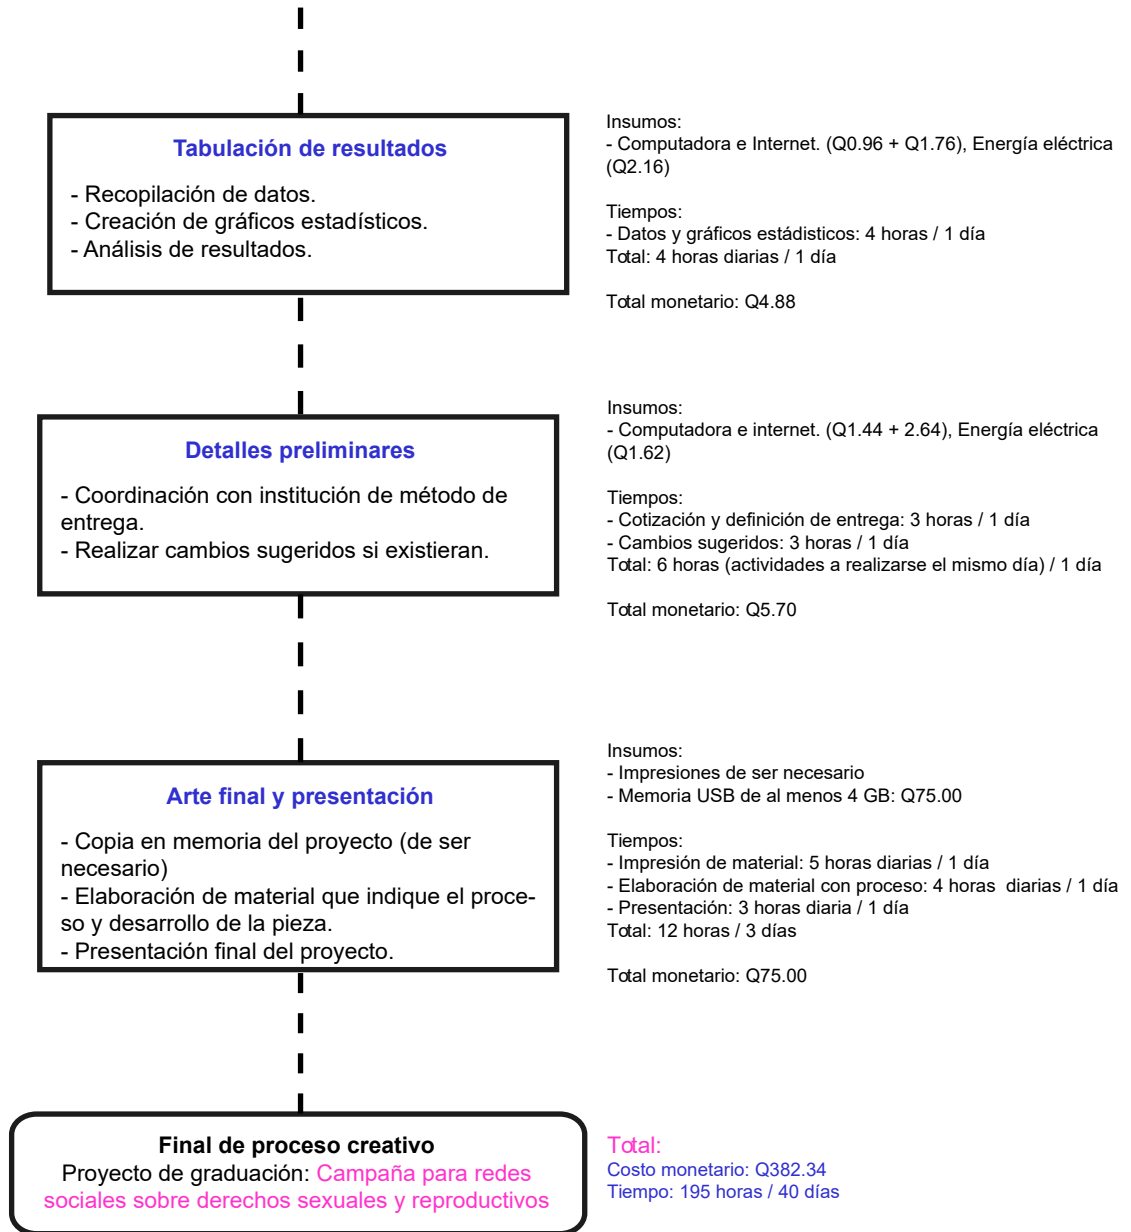 Tabulación de resultados
- Recopilación de datos.
- Creación de gráficos estadísticos.
- Análisis de resultados.
Insumos:
- Computadora e Internet. (Q0.96 + Q1.76), Energía eléctrica
(Q2.16)
Tiempos:
- Datos y gráficos estádisticos: 4 horas / 1 día
Total: 4 horas diarias / 1 día
Total monetario: Q4.88
Detalles preliminares
- Coordinación con institución de método de
entrega.
- Realizar cambios sugeridos si existieran.
Insumos:
- Computadora e internet. (Q1.44 + 2.64), Energía eléctrica
(Q1.62)
Tiempos:
- Cotización y definición de entrega: 3 horas / 1 día
- Cambios sugeridos: 3 horas / 1 día
Total: 6 horas (actividades a realizarse el mismo día) / 1 día
Total monetario: Q5.70
Arte final y presentación
- Copia en memoria del proyecto (de ser
necesario)
- Elaboración de material que indique el proce-
so y desarrollo de la pieza.
- Presentación final del proyecto.
Insumos:
- Impresiones de ser necesario
- Memoria USB de al menos 4 GB: Q75.00
Tiempos:
- Impresión de material: 5 horas diarias / 1 día
- Elaboración de material con proceso: 4 horas  diarias / 1 día
- Presentación: 3 horas diaria / 1 día
Total: 12 horas / 3 días
Total monetario: Q75.00
Final de proceso creativo
Proyecto de graduación: Campaña para redes
sociales sobre derechos sexuales y reproductivos
Total:
Costo monetario: Q382.34
Tiempo: 195 horas / 40 días